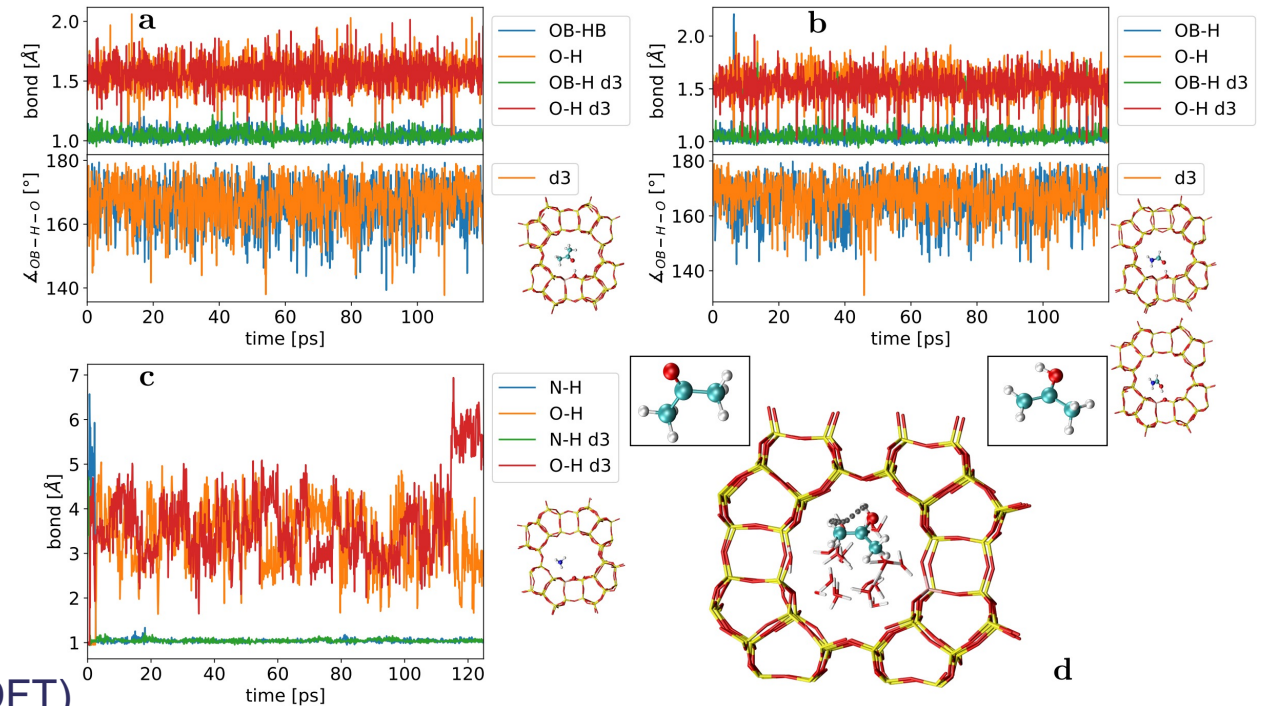 a
2.0
1.5
1.0
bond [Å]
180
160
140
∡OB−H−O [°]
0 20 40 60 80 100
time [ps]
OB-HB
O-H
OB-H d3
O-H d3
d3
b
2.0
1.5
1.0
bond [Å]
180
160
140
∡OB−H−O [°]
0 20 40 60 80 100
time [ps]
OB-H
O-H
OB-H d3
O-H d3
d3
c
7
6
5
4
3
2
1
bond [Å]
0 20 40 60 80 100 120
time [ps]
N-H
O-H
N-H d3
O-H d3
d